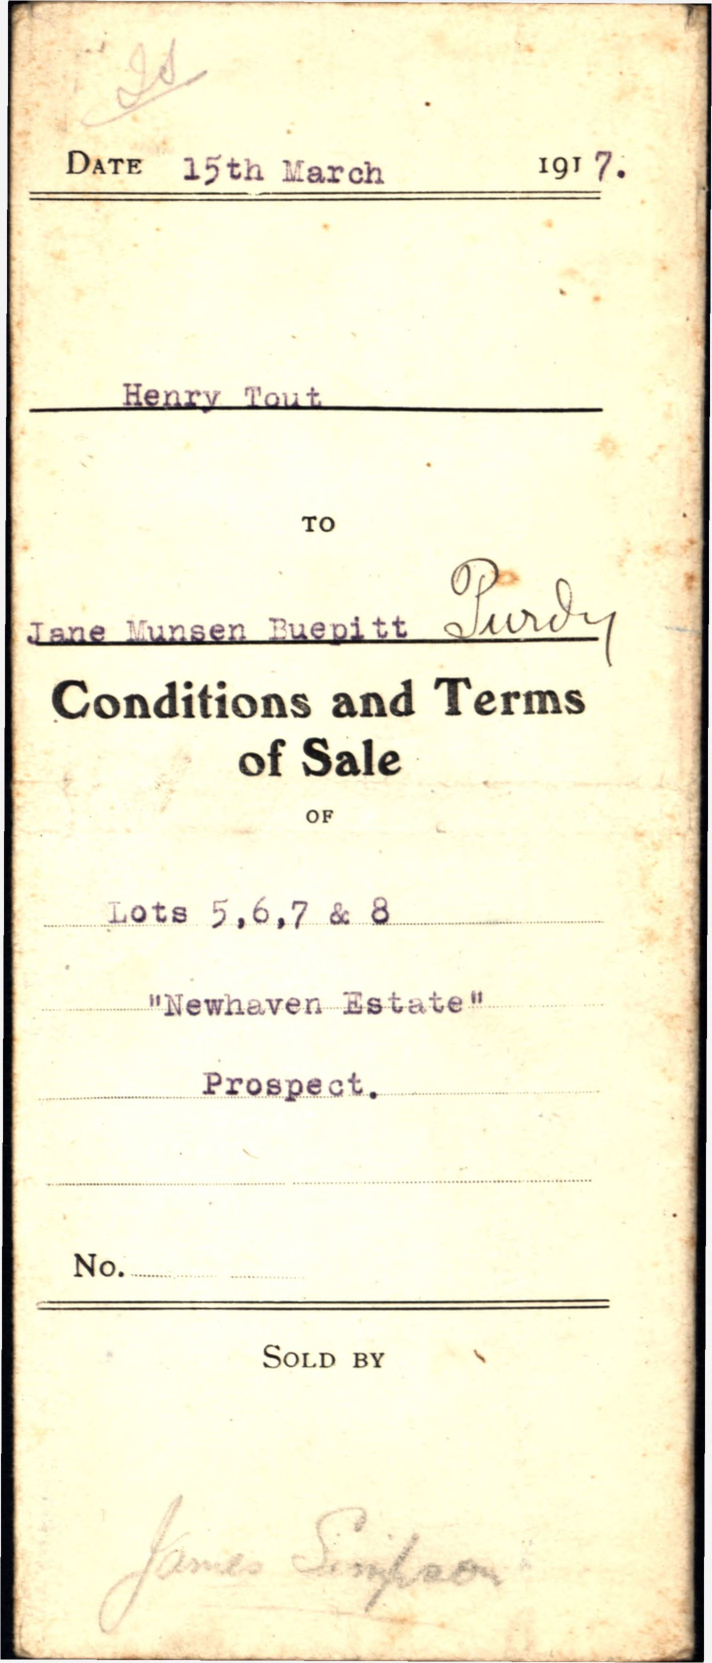 DATE 15th March 1917.
Henry Tout
TO
Jane Munsen Buepitt Purdy
Conditions and Terms
of Sale
OF
Lots 5,6,7 & 8
"Newhaven Estate"
Prospect.
No.
SOLD BY
James Simpson